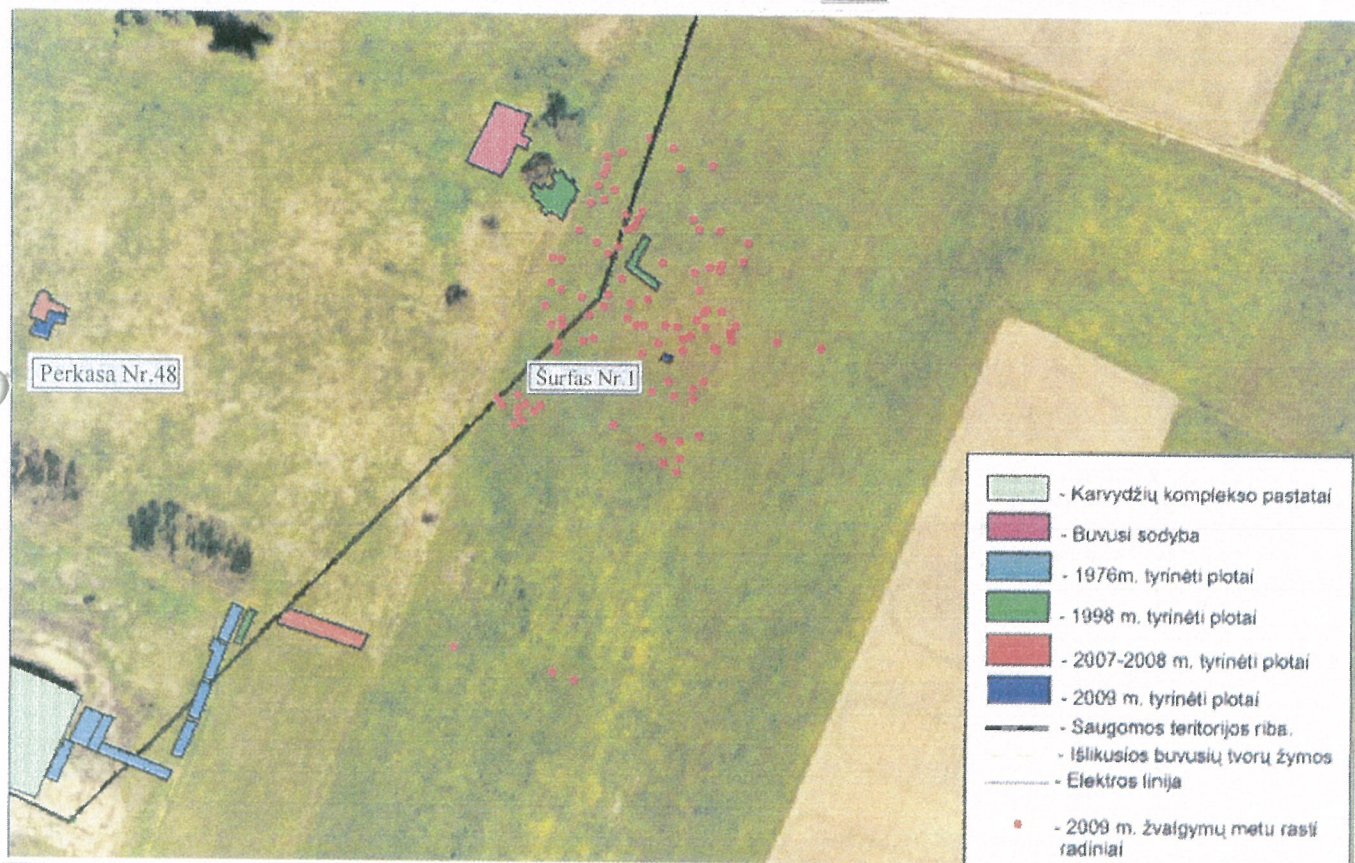 Perkasa Nr.48
Šurfas Nr.1
- Karvydžių komplekso pastatai
- Buvusi sodyba
- 1976m. tyrinėti plotai
- 1998 m. tyrinėti plotai
- 2007-2008 m. tyrinėti plotai
- 2009 m. tyrinėti plotai
- Saugomos teritorijos riba.
- Išlikusios buvusių tvorų žymos
- Elektros linija
- 2009 m. žvalgymų metu rasti
radiniai